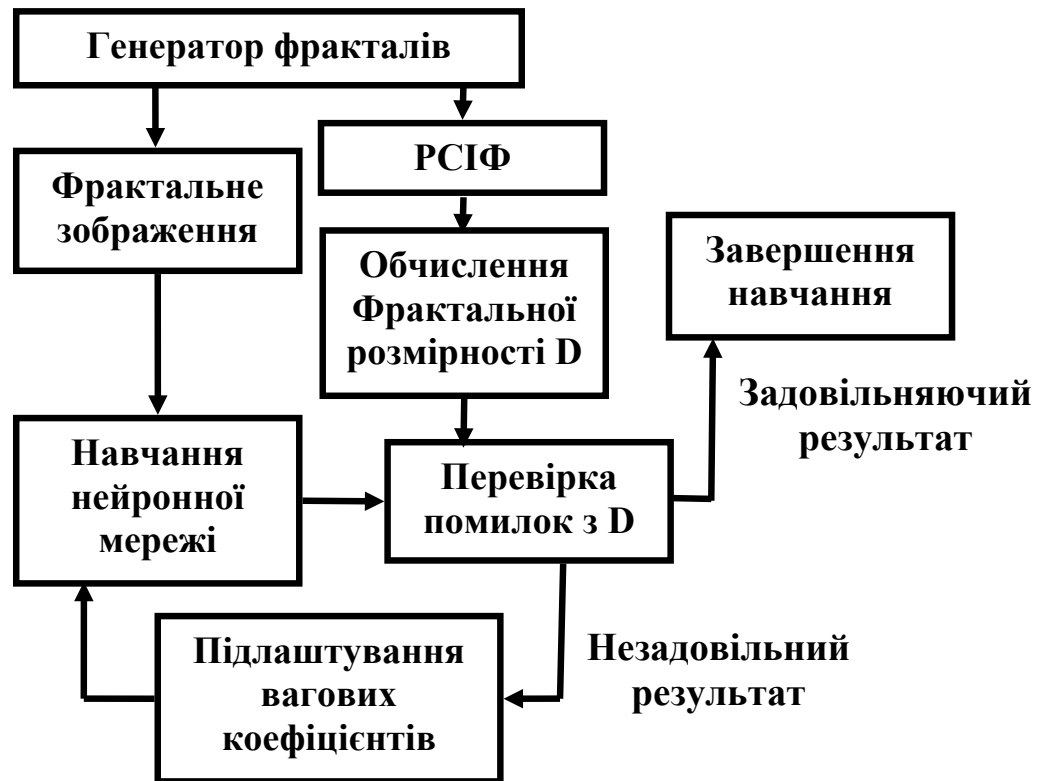 Генератор фракталів
РСІФ
Фрактальне
зображення
Обчислення
Фрактальної
розмірності D
Завершення
навчання
Задовільняючий
результат
Навчання
нейронної
мережі
Перевірка
помилок з D
Підлаштування
вагових
коефіцієнтів
Незадовільний
результат